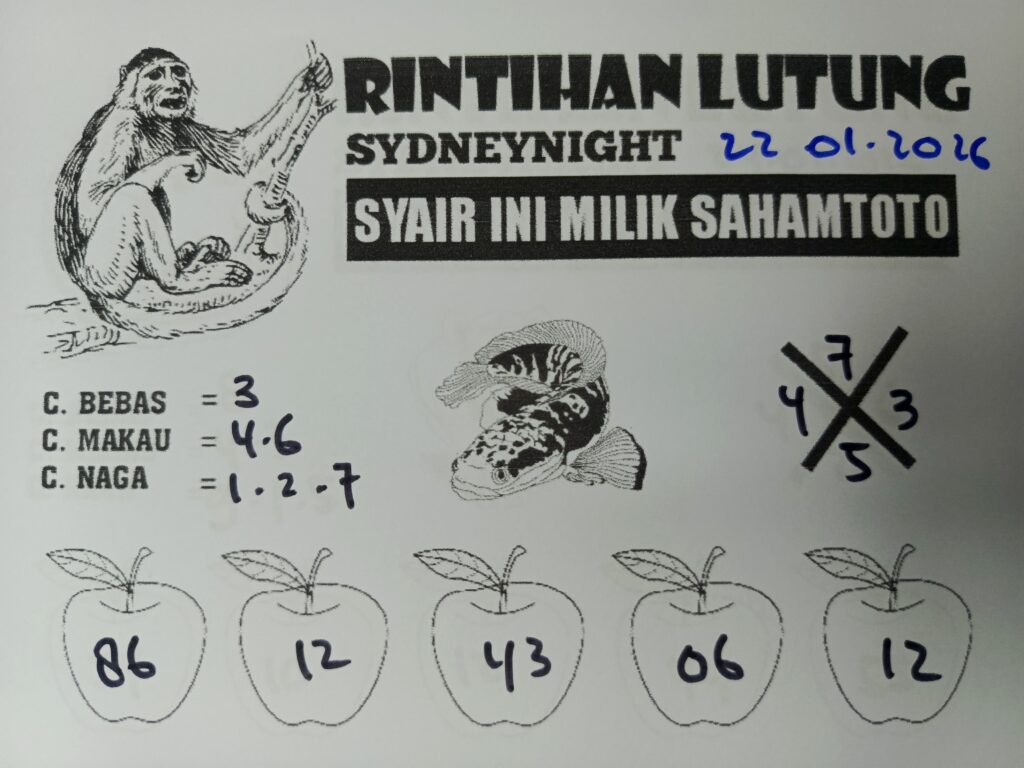 RINTIHAN LUTUNG
SYDNEYNIGHT 22 01.2026
SYAIR INI MILIK SAHAMTOTO
7
4 3
5
C. BEBAS = 3
C. MAKAU = 4.6
C. NAGA = 1.2.7
86 12 43 06 12